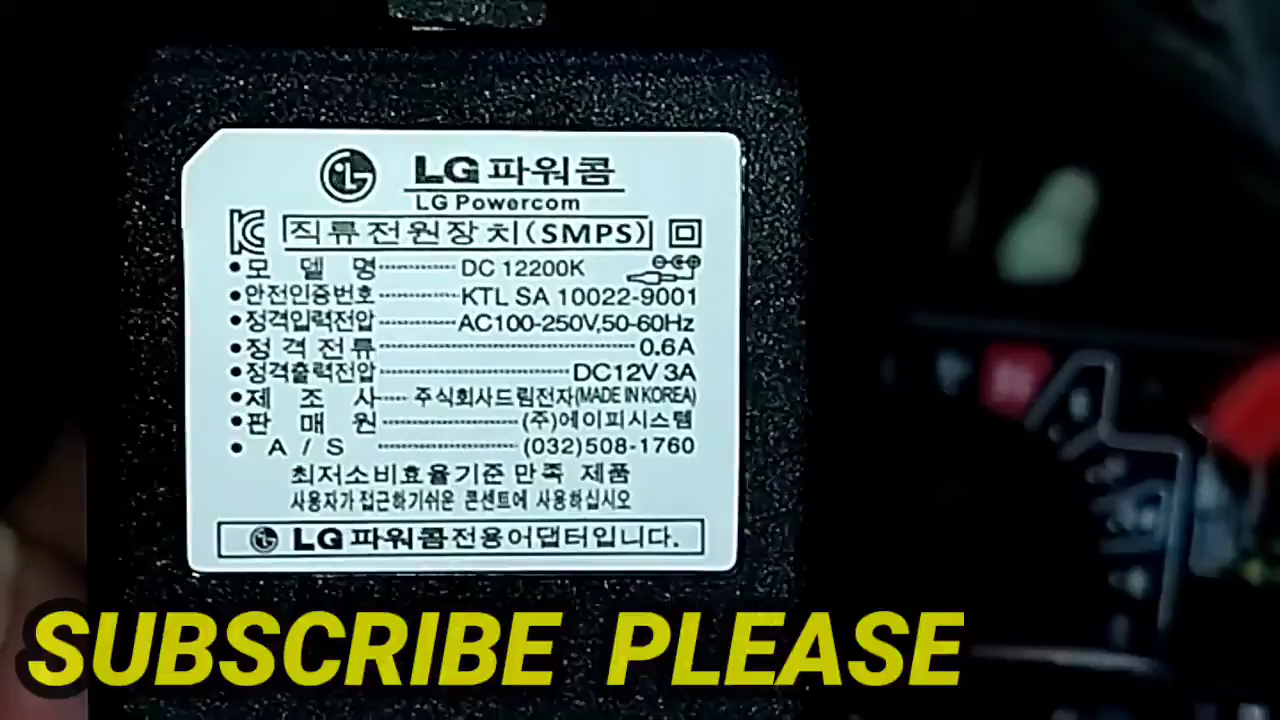 LG 파워콤
LG Powercom
직류전원장치(SMPS)
•모 델 명 DC 12200K
•안전인증번호 KTL SA 10022-9001
•정격입력전압 AC100-250V,50-60Hz
•정격전류 0.6A
•정격출력전압 DC12V 3A
•제 조 사 주식회사드림전자(MADE IN KOREA)
•판 매 원 (주)에이피시스템
• A / S (032)508-1760
최저소비효율기준 만족 제품
사용자가 접근하기쉬운 콘센트에 사용하십시오
LG 파워콤전용어댑터입니다.
SUBSCRIBE PLEASE